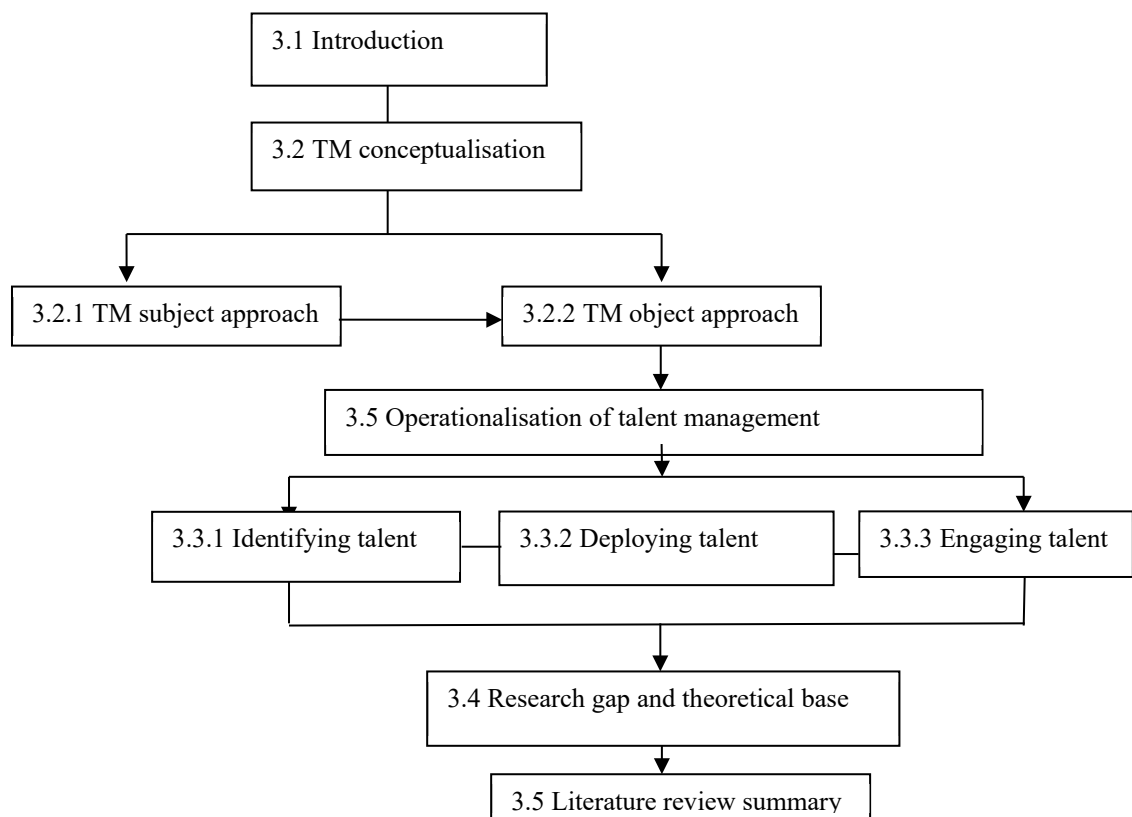 3.1 Introduction
3.2 TM conceptualisation
3.2.1 TM subject approach
3.2.2 TM object approach
3.5 Operationalisation of talent management
3.3.1 Identifying talent
3.3.2 Deploying talent
3.3.3 Engaging talent
3.4 Research gap and theoretical base
3.5 Literature review summary